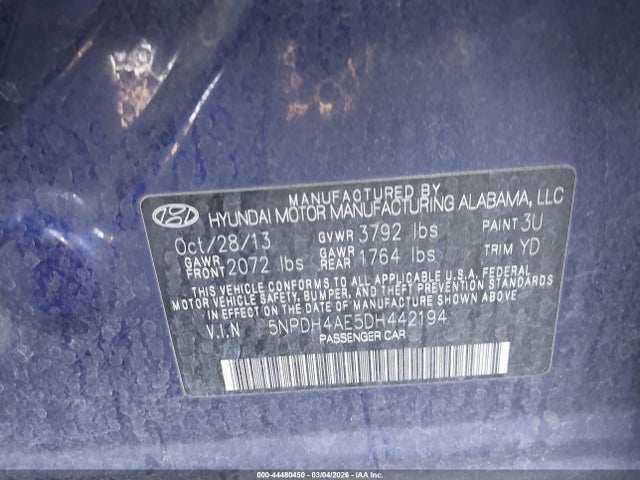 MANUFACTURED BY
HYUNDAI MOTOR MANUFACTURING ALABAMA, LLC
Oct/28/13 GVWR 3792 lbs PAINT 3U
GAWR FRONT 2072 lbs GAWR REAR 1764 lbs TRIM YD
THIS VEHICLE CONFORMS TO ALL APPLICABLE U.S.A. FEDERAL
MOTOR VEHICLE SAFETY, BUMPER, AND THEFT PREVENTION STANDARDS
IN EFFECT ON THE DATE OF MANUFACTURE SHOWN ABOVE.
V.I.N 5NPDH4AE5DH442194
PASSENGER CAR
000-44480450 - 03/04/2026 - IAA Inc.